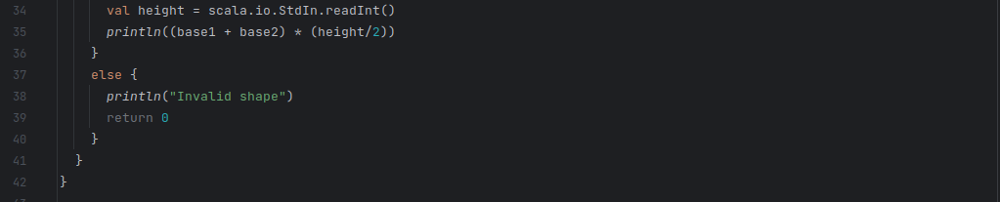 34 val height = scala.io.StdIn.readInt()
35 println((base1 + base2) * (height/2))
36 }
37 else {
38 println("Invalid shape")
39 return 0
40 }
41 }
42 }
43